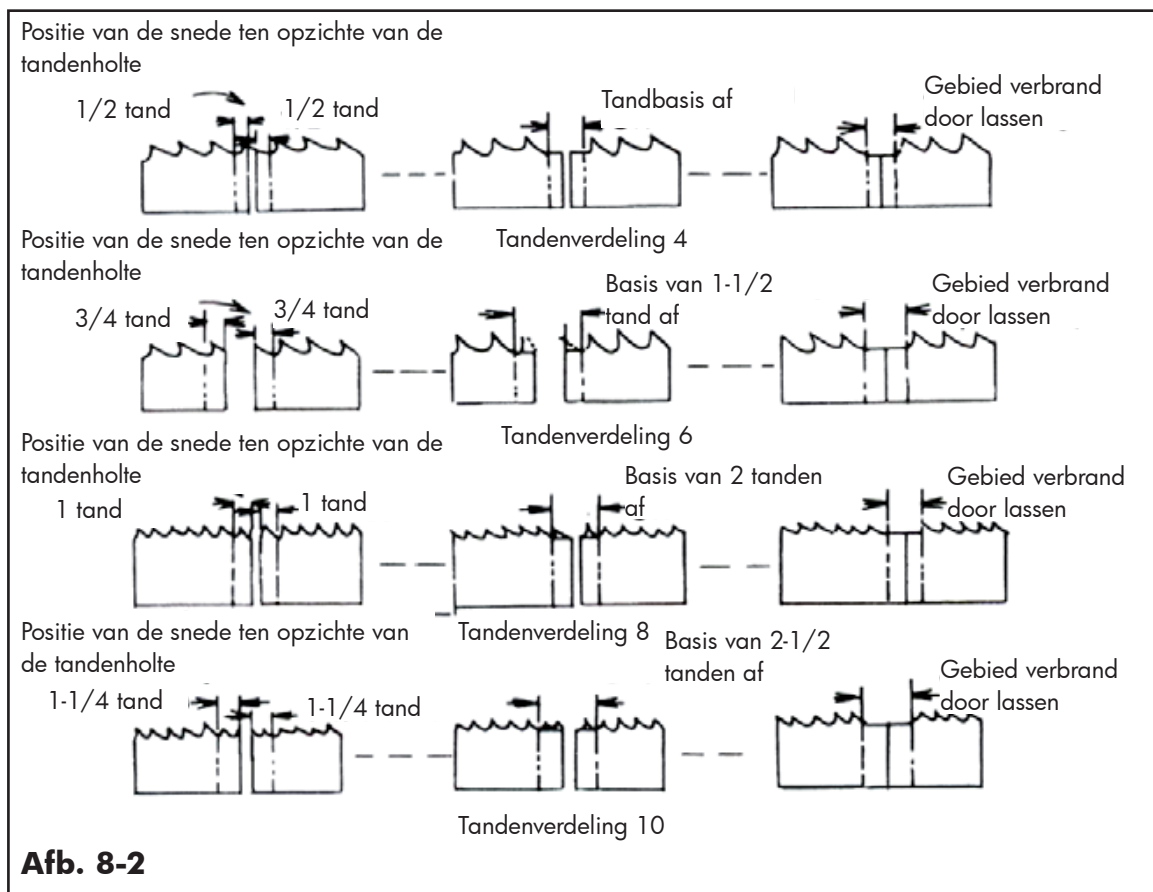 Positie van de snede ten opzichte van de
tandenholte
1/2 tand
1/2 tand
Tandbasis af
Gebied verbrand
door lassen
Tandenverdeling 4
Positie van de snede ten opzichte van de
tandenholte
3/4 tand
3/4 tand
Basis van 1-1/2
tand af
Gebied verbrand
door lassen
Tandenverdeling 6
Positie van de snede ten opzichte van de
tandenholte
1 tand
1 tand
Basis van 2 tanden
af
Gebied verbrand
door lassen
Tandenverdeling 8
Positie van de snede ten opzichte van
de tandenholte
1-1/4 tand
1-1/4 tand
Basis van 2-1/2
tanden af
Gebied verbrand
door lassen
Tandenverdeling 10
Afb. 8-2